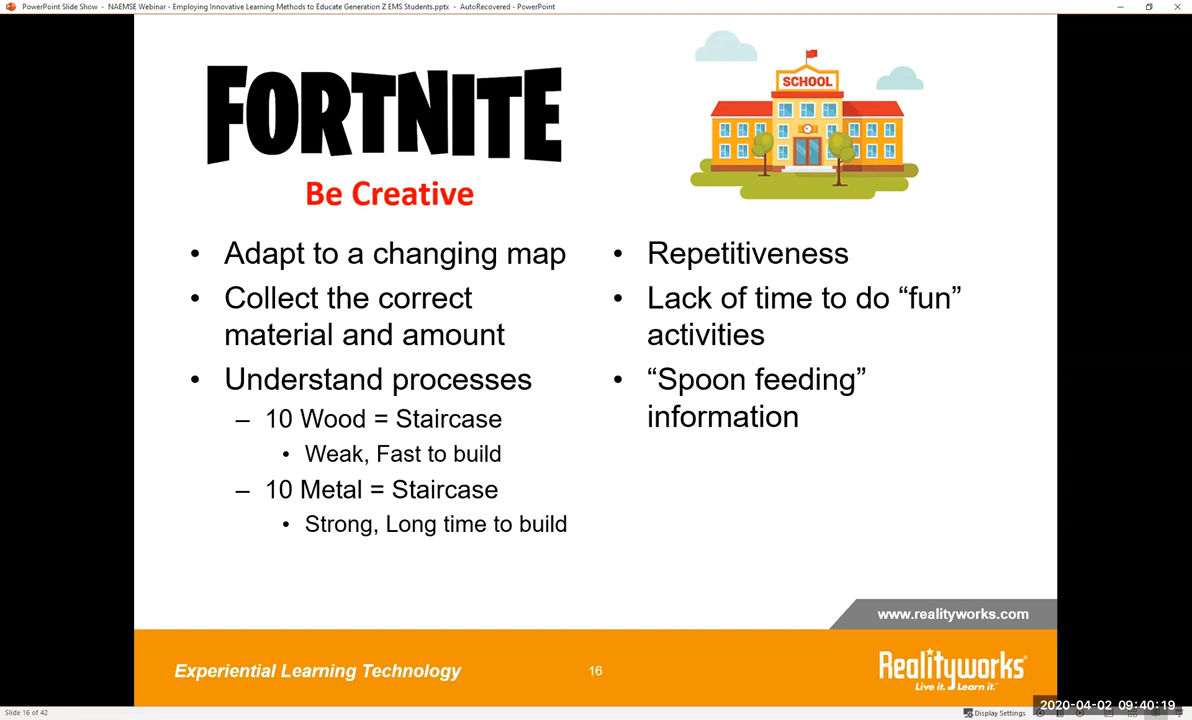 PowerPoint Slide Show - NAEMSE Webinar - Employing Innovative Learning Methods to Educate Generation Z EMS Students.pptx - AutoRecovered - PowerPoint
FORTNITE
Be Creative
• Adapt to a changing map
• Collect the correct
material and amount
• Understand processes
– 10 Wood = Staircase
• Weak, Fast to build
– 10 Metal = Staircase
• Strong, Long time to build
SCHOOL
• Repetitiveness
• Lack of time to do “fun”
activities
• “Spoon feeding”
information
www.realityworks.com
Experiential Learning Technology
16
Realityworks®
Live it. Learn it.™
2020-04-02 09:40:19
Slide 16 of 42
Display Settings